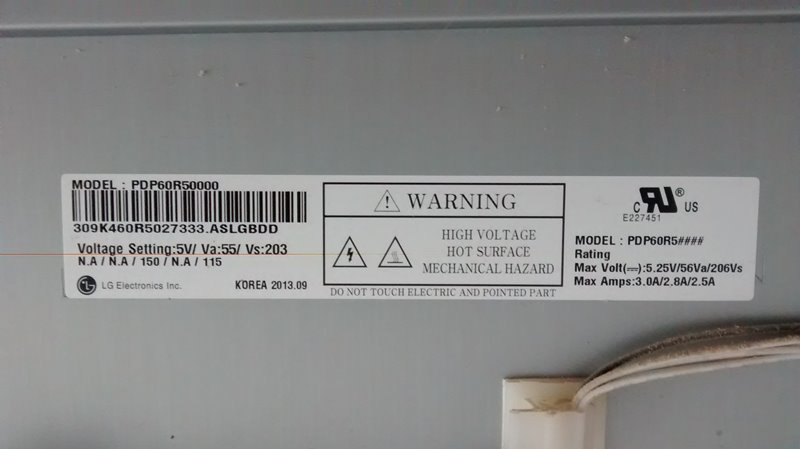 MODEL : PDP60R50000
309K460R5027333.ASLGBDD
Voltage Setting:5V/ Va:55/ Vs:203
N.A / N.A / 150 / N.A / 115
LG Electronics Inc.
KOREA 2013.09
WARNING
HIGH VOLTAGE
HOT SURFACE
MECHANICAL HAZARD
DO NOT TOUCH ELECTRIC AND POINTED PART
C RU ® US
E227451
MODEL : PDP60R5####
Rating
Max Volt(⎓):5.25V/56Va/206Vs
Max Amps:3.0A/2.8A/2.5A